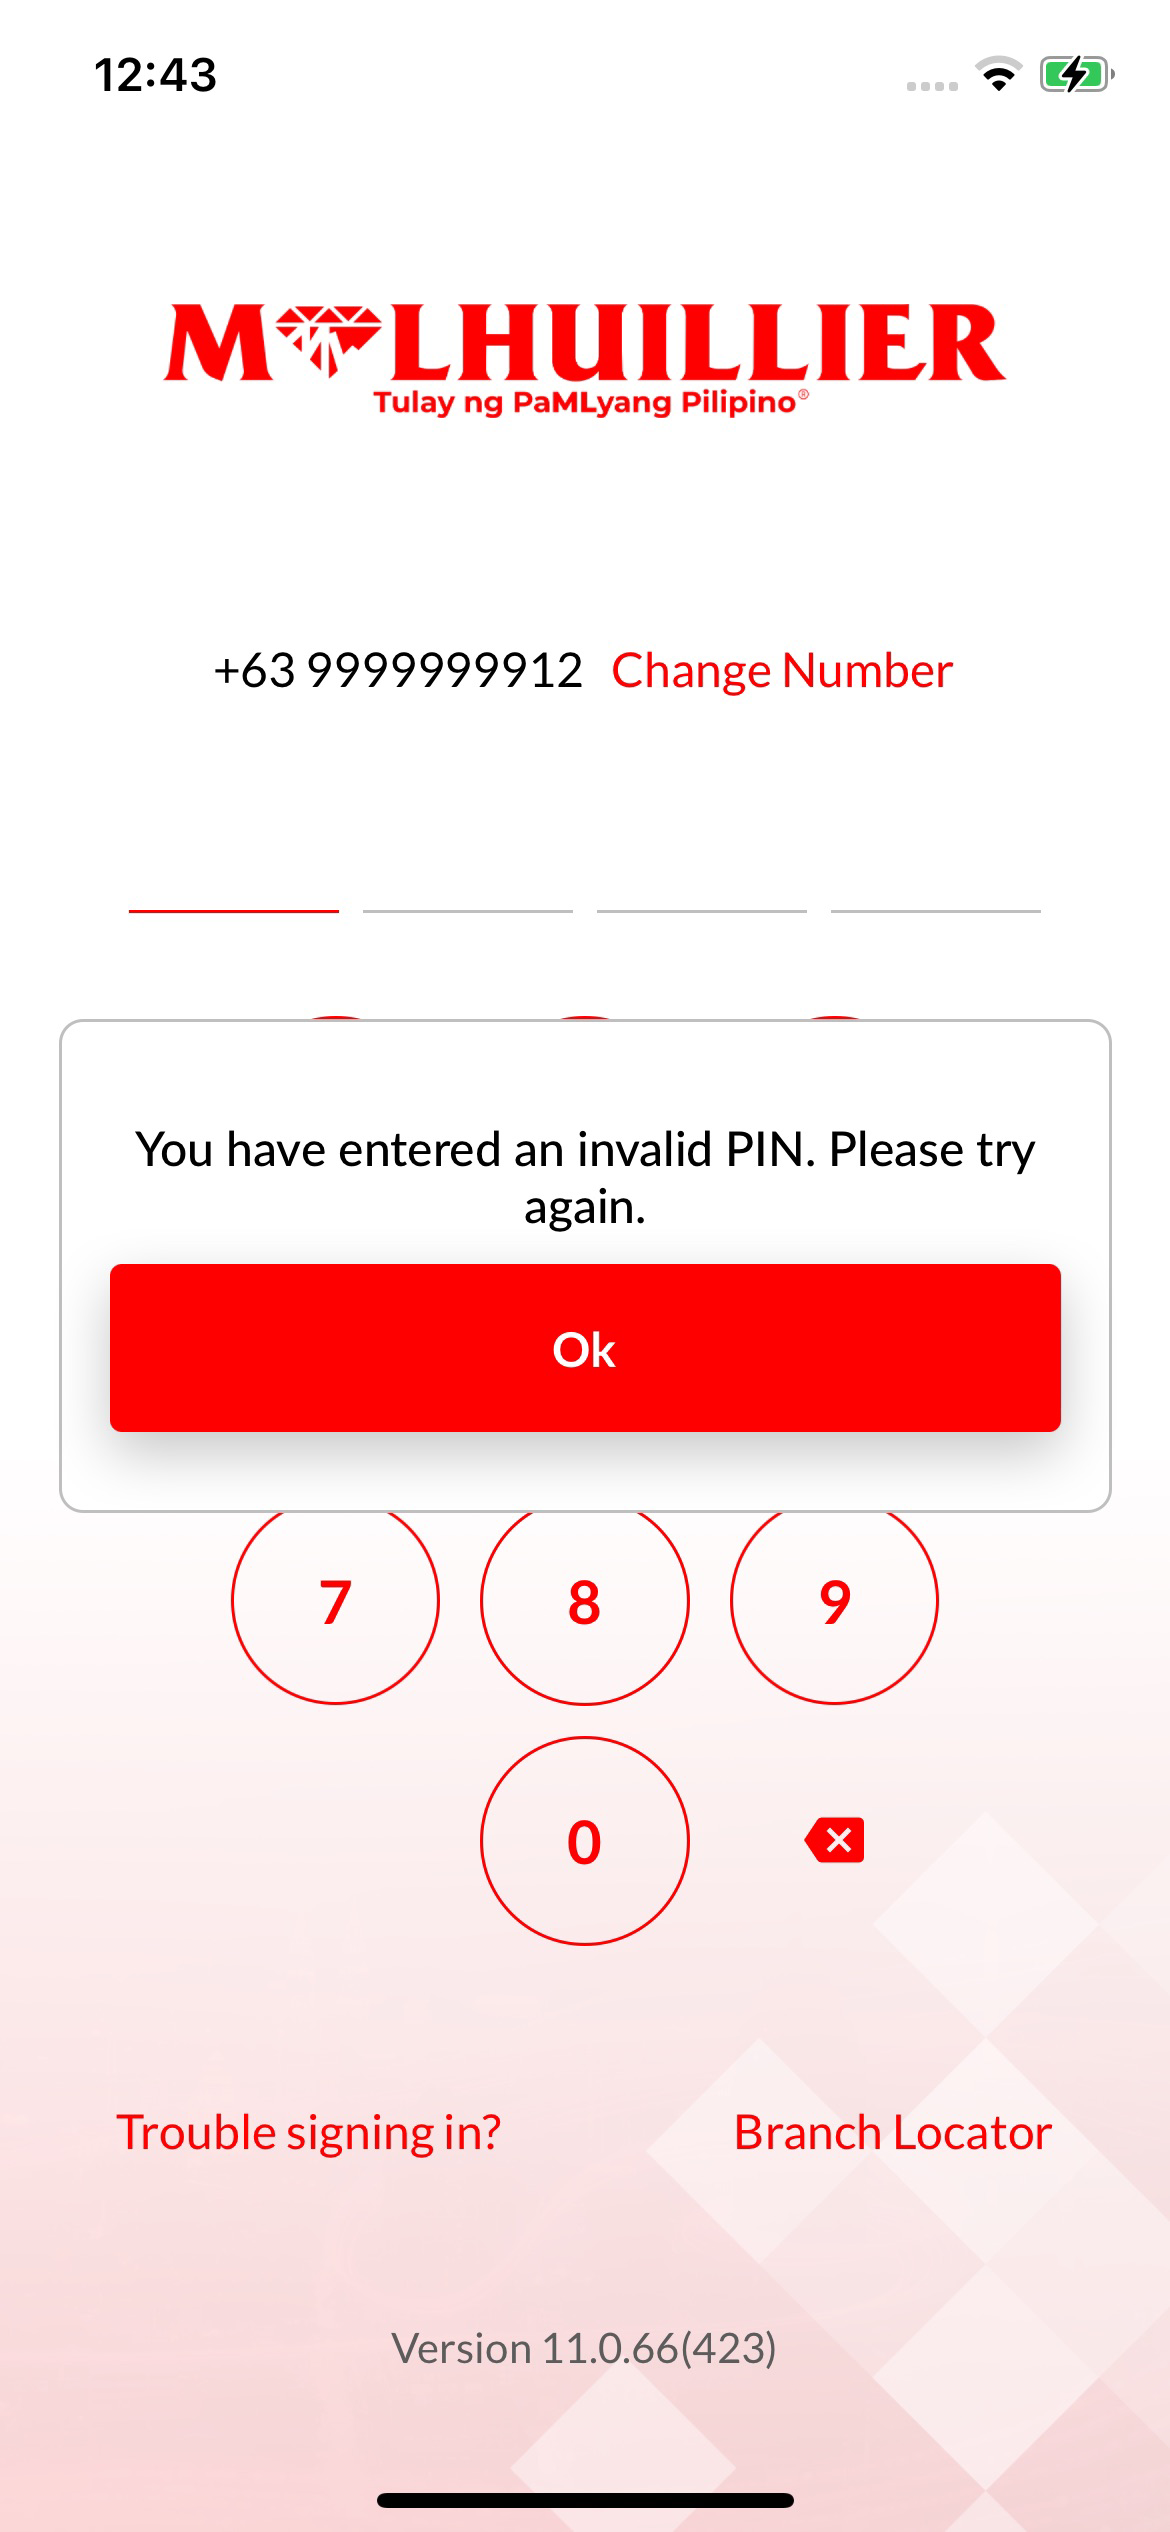 12:43
M LHUILLIER
Tulay ng PaMLyang Pilipino®
+63 9999999912 Change Number
You have entered an invalid PIN. Please try
again.
Ok
7 8 9
0
Trouble signing in? Branch Locator
Version 11.0.66(423)